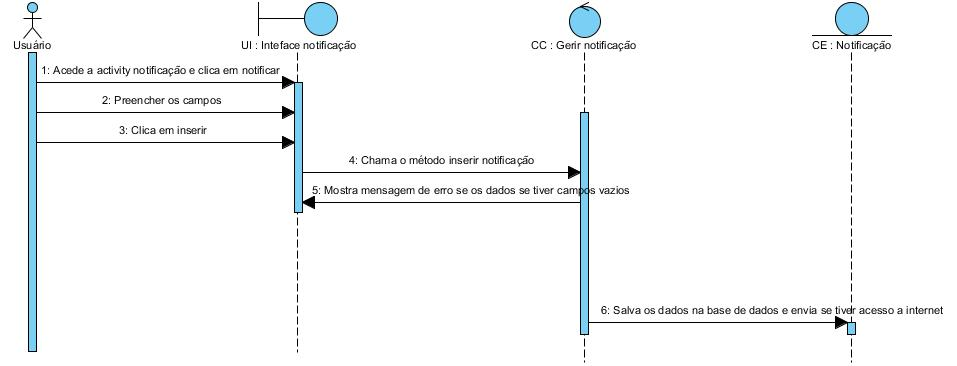 Usuário
UI : Inteface notificação
CC : Gerir notificação
CE : Notificação
1: Acede a activity notificação e clica em notificar
2: Preencher os campos
3: Clica em inserir
4: Chama o método inserir notificação
5: Mostra mensagem de erro se os dados se tiver campos vazios
6: Salva os dados na base de dados e envia se tiver acesso a internet